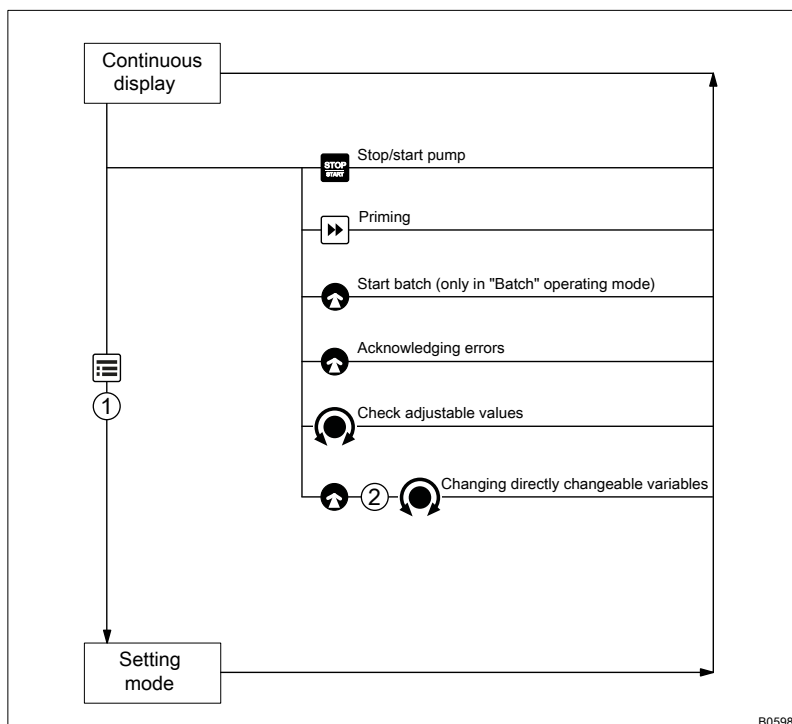 Continuous
display
STOP
START
Stop/start pump
Priming
Start batch (only in "Batch" operating mode)
Acknowledging errors
1
Check adjustable values
2
Changing directly changeable variables
Setting
mode
B0598